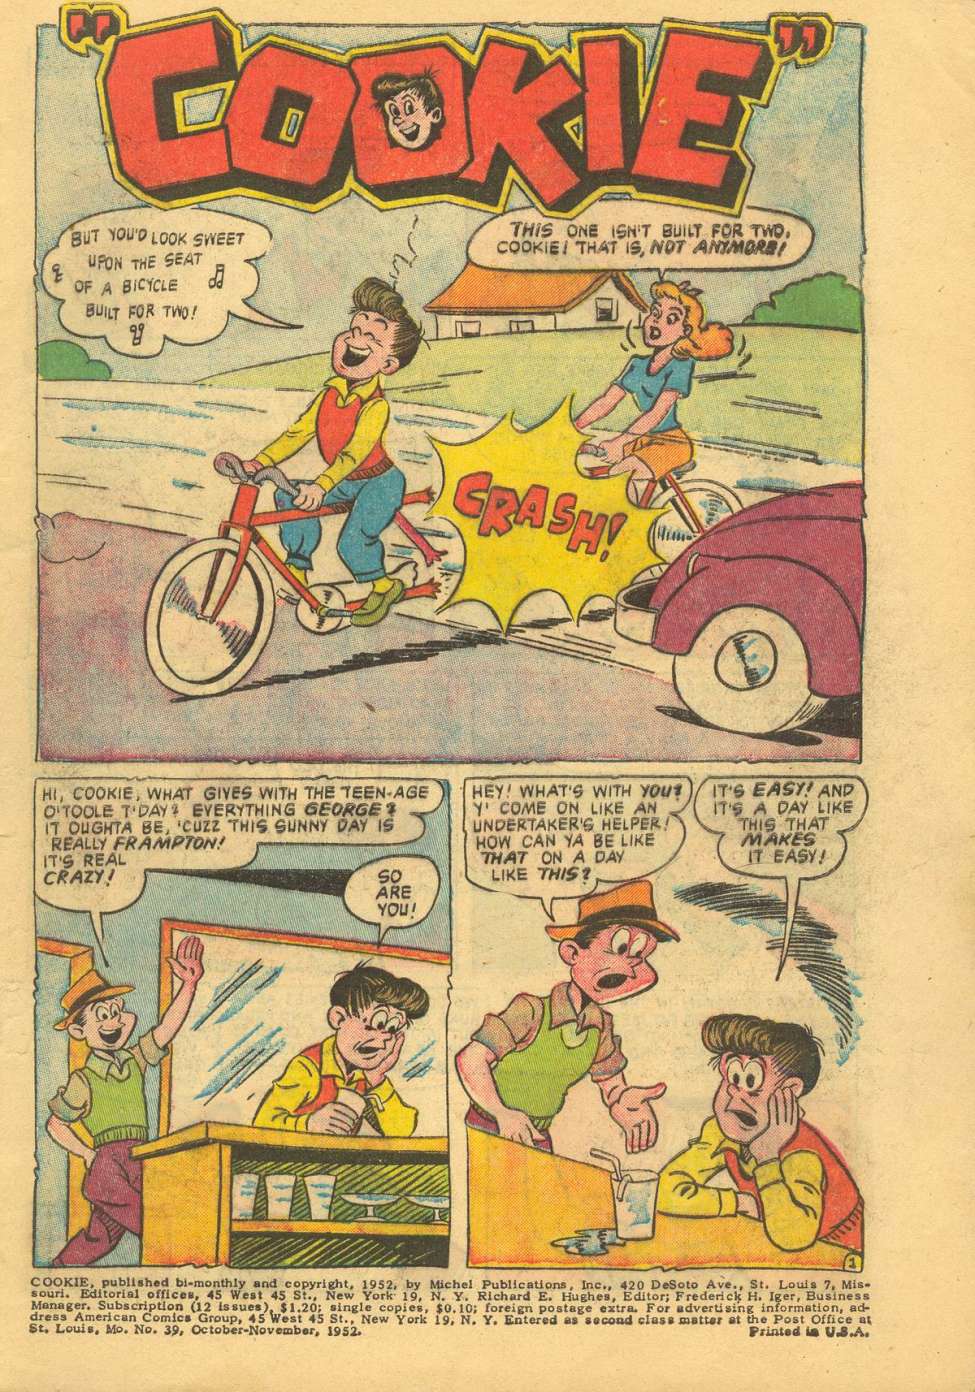 "COOKIE"
BUT YOU'D LOOK SWEET
UPON THE SEAT
OF A BICYCLE
BUILT FOR TWO!
THIS ONE ISN'T BUILT FOR TWO,
COOKIE! THAT IS, NOT ANYMORE!
CRASH!
HI, COOKIE, WHAT GIVES WITH THE TEEN-AGE
O'TOOLE T'DAY? EVERYTHING GEORGE?
IT OUGHTA BE, 'CUZZ THIS SUNNY DAY IS
REALLY FRAMPTON!
IT'S REAL
CRAZY!
SO
ARE
YOU!
HEY! WHAT'S WITH YOU?
Y' COME ON LIKE AN
UNDERTAKER'S HELPER!
HOW CAN YA BE LIKE
THAT ON A DAY
LIKE THIS?
IT'S EASY! AND
IT'S A DAY LIKE
THIS THAT
MAKES
IT EASY!
1
COOKIE, published bi-monthly and copyright, 1952, by Michel Publications, Inc., 420 DeSoto Ave., St. Louis 7, Mis-
souri. Editorial offices, 45 West 45 St., New York 19, N. Y. Richard E. Hughes, Editor; Frederick H. Iger, Business
Manager. Subscription (12 issues), $1.20; single copies, $0.10; foreign postage extra. For advertising information, ad-
dress American Comics Group, 45 West 45 St., New York 19, N. Y. Entered as second class matter at the Post Office at
St. Louis, Mo. No. 39, October-November, 1952.
Printed in U.S.A.